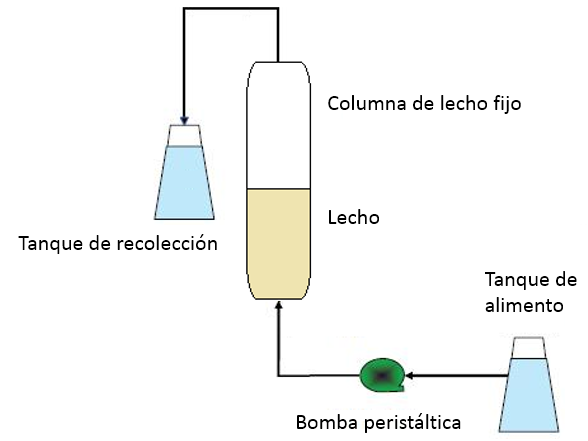 Columna de lecho fijo
Lecho
Tanque de recolección
Tanque de
alimento
Bomba peristáltica